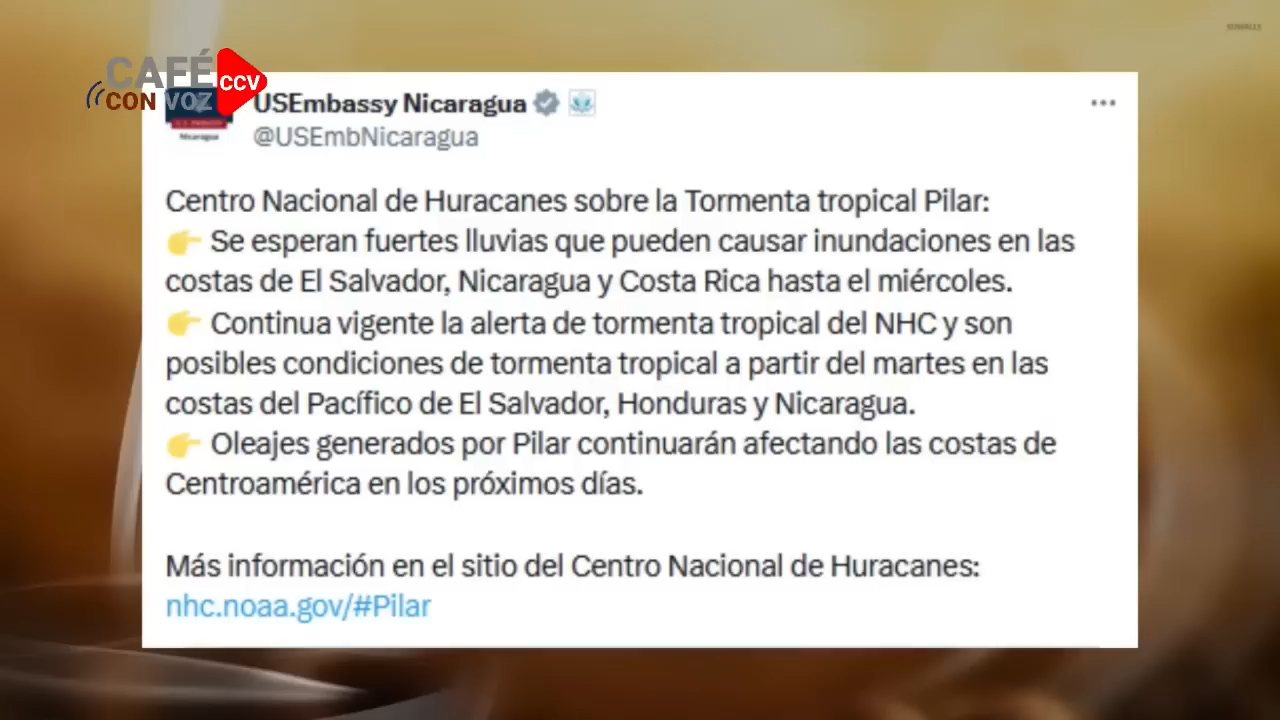 CAFÉ
CON VOZ
CCV
USEmbassy Nicaragua
@USEmbNicaragua
Nicaragua
Centro Nacional de Huracanes sobre la Tormenta tropical Pilar:
👉 Se esperan fuertes lluvias que pueden causar inundaciones en las
costas de El Salvador, Nicaragua y Costa Rica hasta el miércoles.
👉 Continua vigente la alerta de tormenta tropical del NHC y son
posibles condiciones de tormenta tropical a partir del martes en las
costas del Pacífico de El Salvador, Honduras y Nicaragua.
👉 Oleajes generados por Pilar continuarán afectando las costas de
Centroamérica en los próximos días.
Más información en el sitio del Centro Nacional de Huracanes:
nhc.noaa.gov/#Pilar